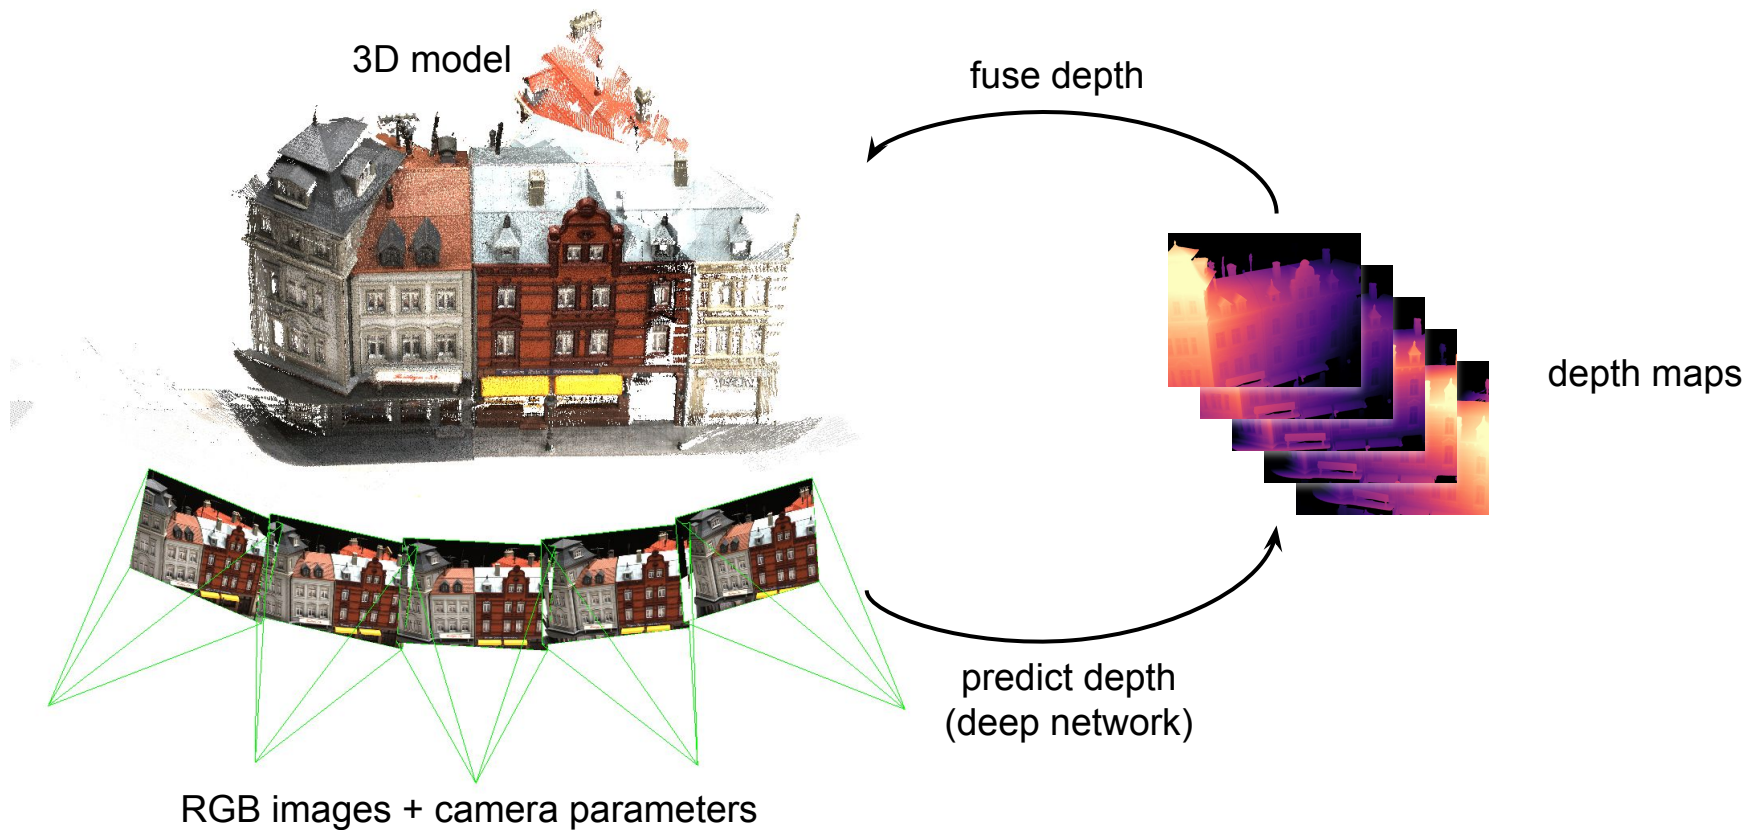 3D model
fuse depth
depth maps
predict depth
(deep network)
RGB images + camera parameters